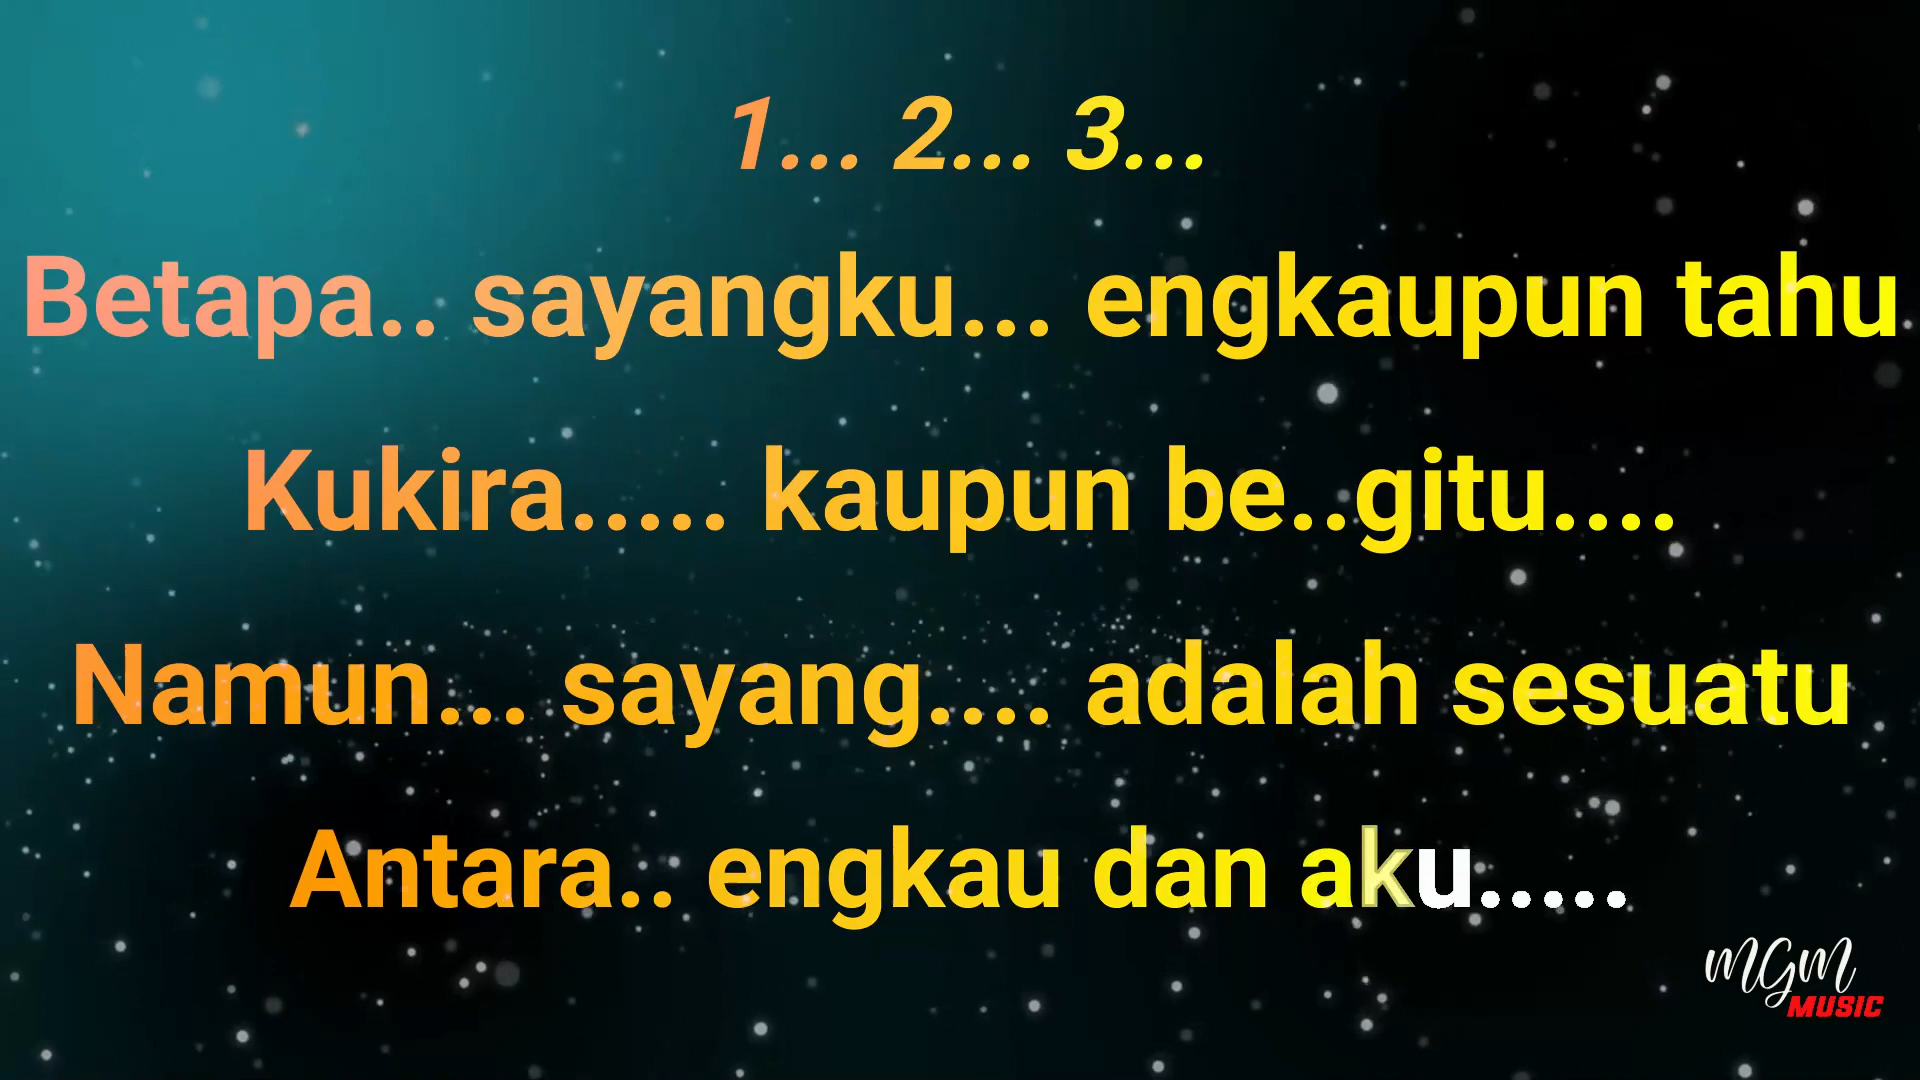 1... 2... 3...
Betapa.. sayangku... engkaupun tahu
Kukira..... kaupun be..gitu....
Namun... sayang.... adalah sesuatu
Antara.. engkau dan aku.....
MGM
MUSIC